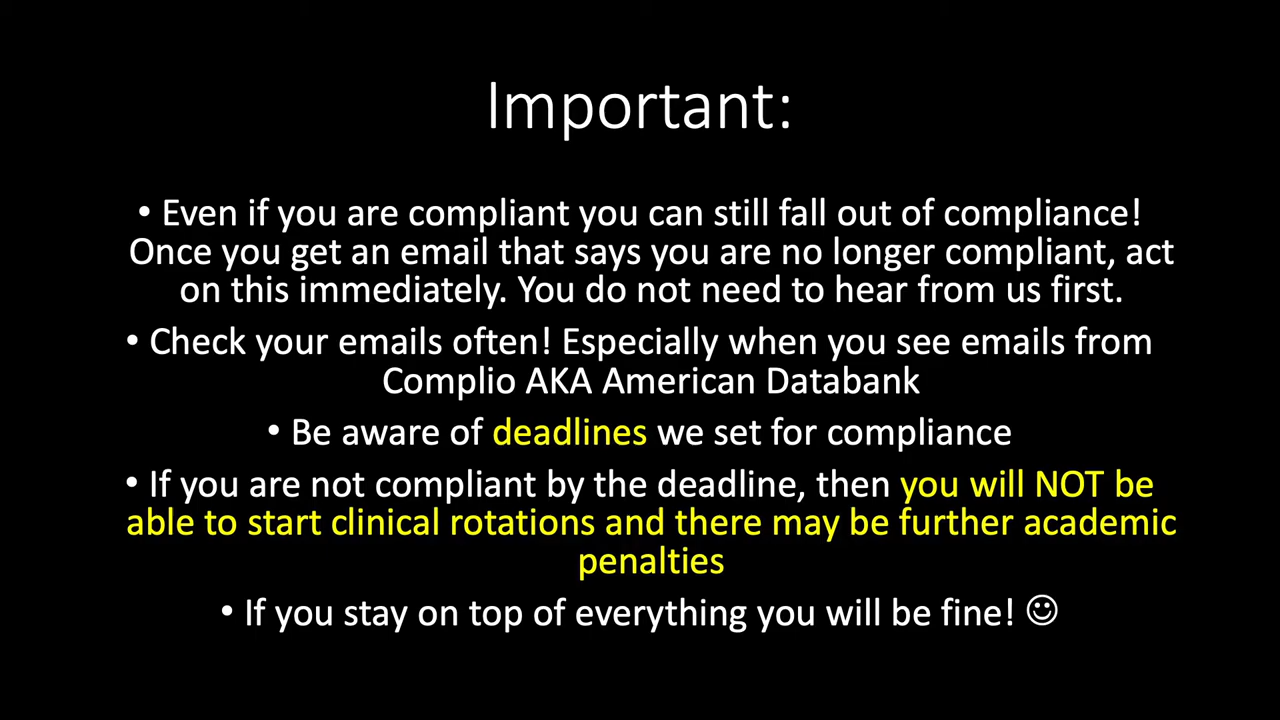 Important:
• Even if you are compliant you can still fall out of compliance!
Once you get an email that says you are no longer compliant, act
on this immediately. You do not need to hear from us first.
• Check your emails often! Especially when you see emails from
Complio AKA American Databank
• Be aware of deadlines we set for compliance
• If you are not compliant by the deadline, then you will NOT be
able to start clinical rotations and there may be further academic
penalties
• If you stay on top of everything you will be fine! ☺